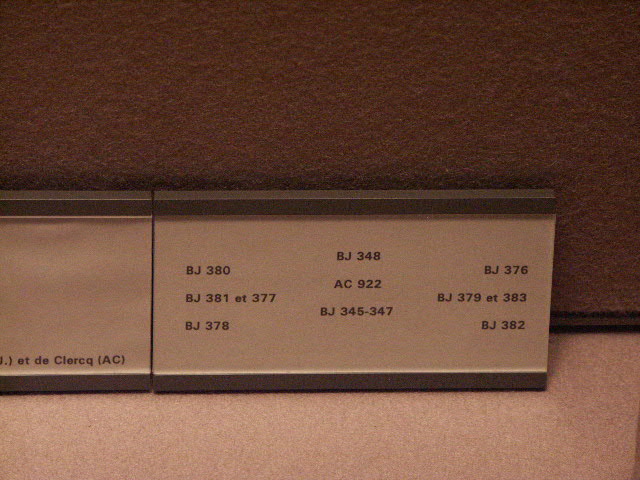 et de Clercq (AC)
BJ 380
BJ 381 et 377
BJ 378
BJ 348
AC 922
BJ 345-347
BJ 376
BJ 379 et 383
BJ 382